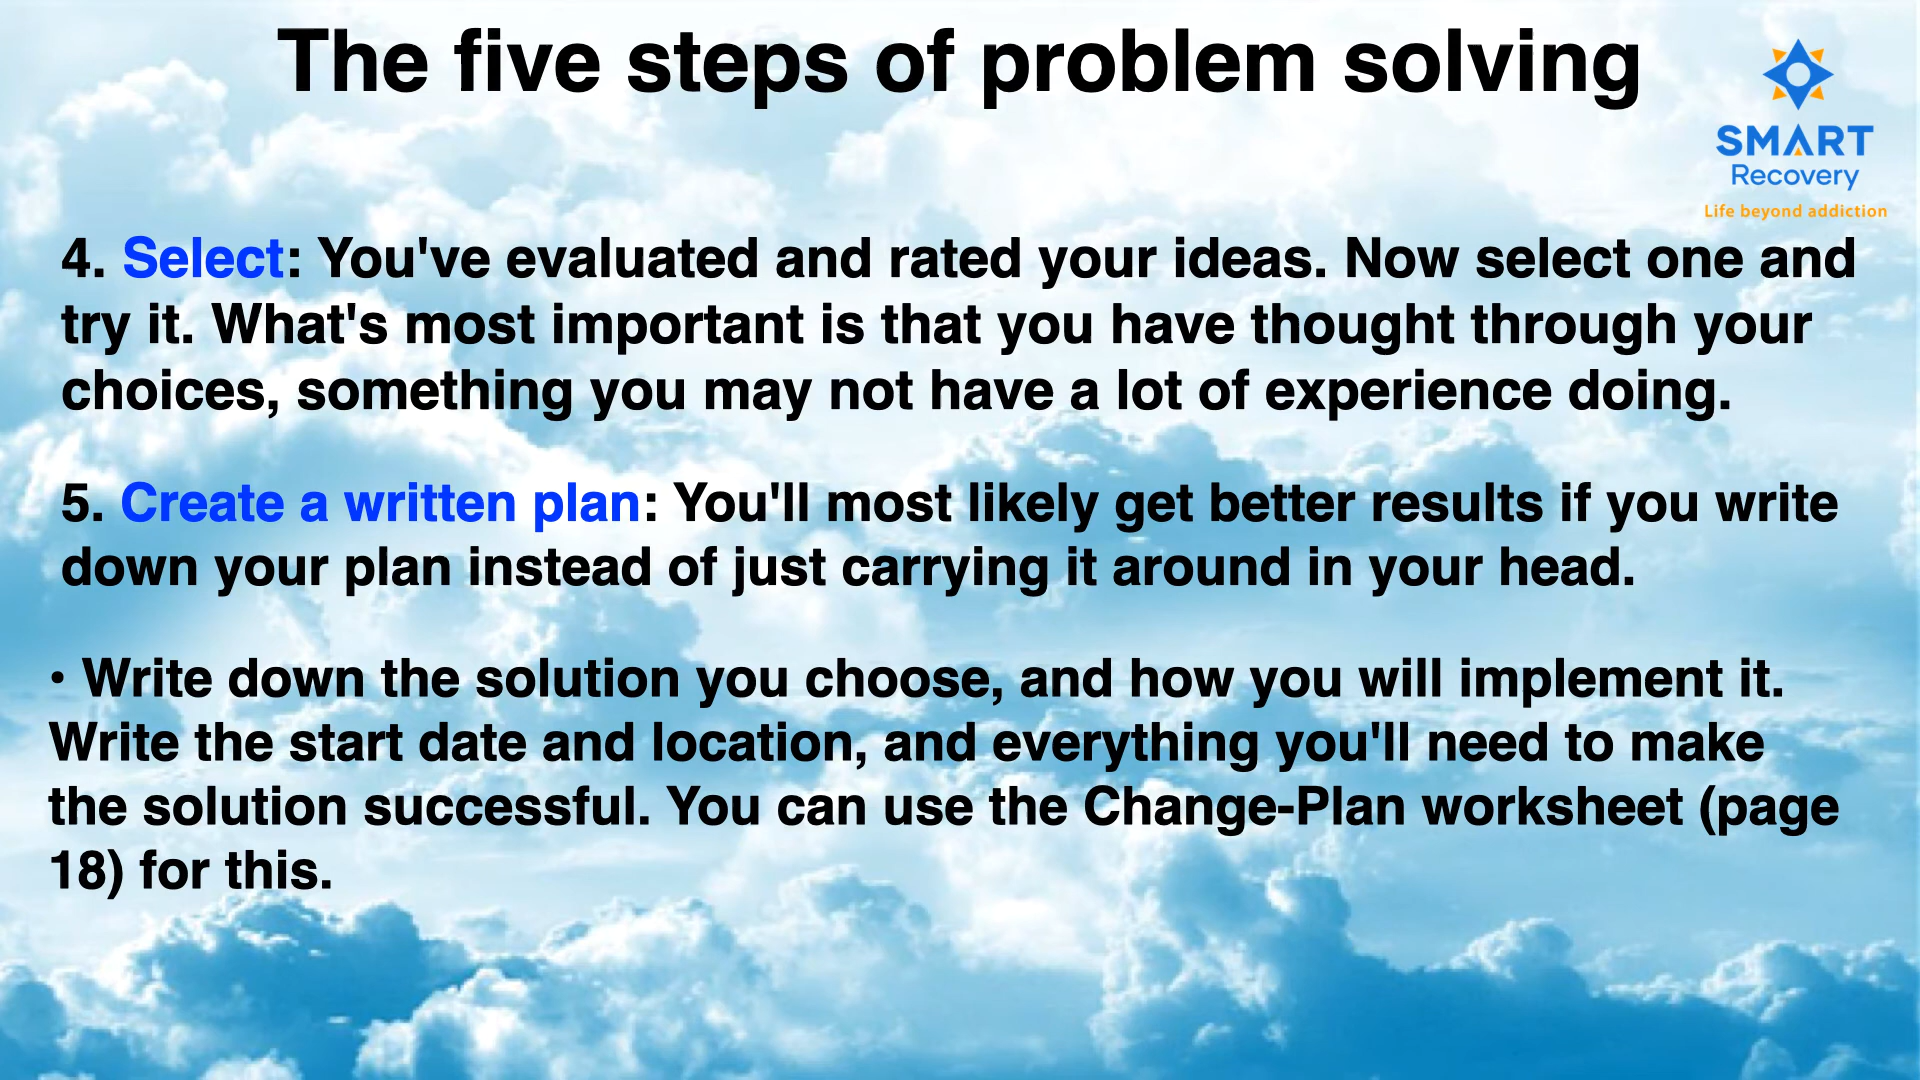 The five steps of problem solving
SMART
Recovery
Life beyond addiction
4. Select: You've evaluated and rated your ideas. Now select one and
try it. What's most important is that you have thought through your
choices, something you may not have a lot of experience doing.
5. Create a written plan: You'll most likely get better results if you write
down your plan instead of just carrying it around in your head.
• Write down the solution you choose, and how you will implement it.
Write the start date and location, and everything you'll need to make
the solution successful. You can use the Change-Plan worksheet (page
18) for this.